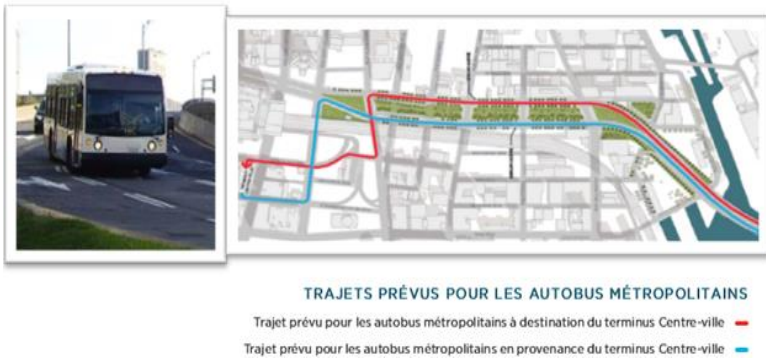 TRAJETS PRÉVUS POUR LES AUTOBUS MÉTROPOLITAINS
Trajet prévu pour les autobus métropolitains à destination du terminus Centre-ville
Trajet prévu pour les autobus métropolitains en provenance du terminus Centre-ville